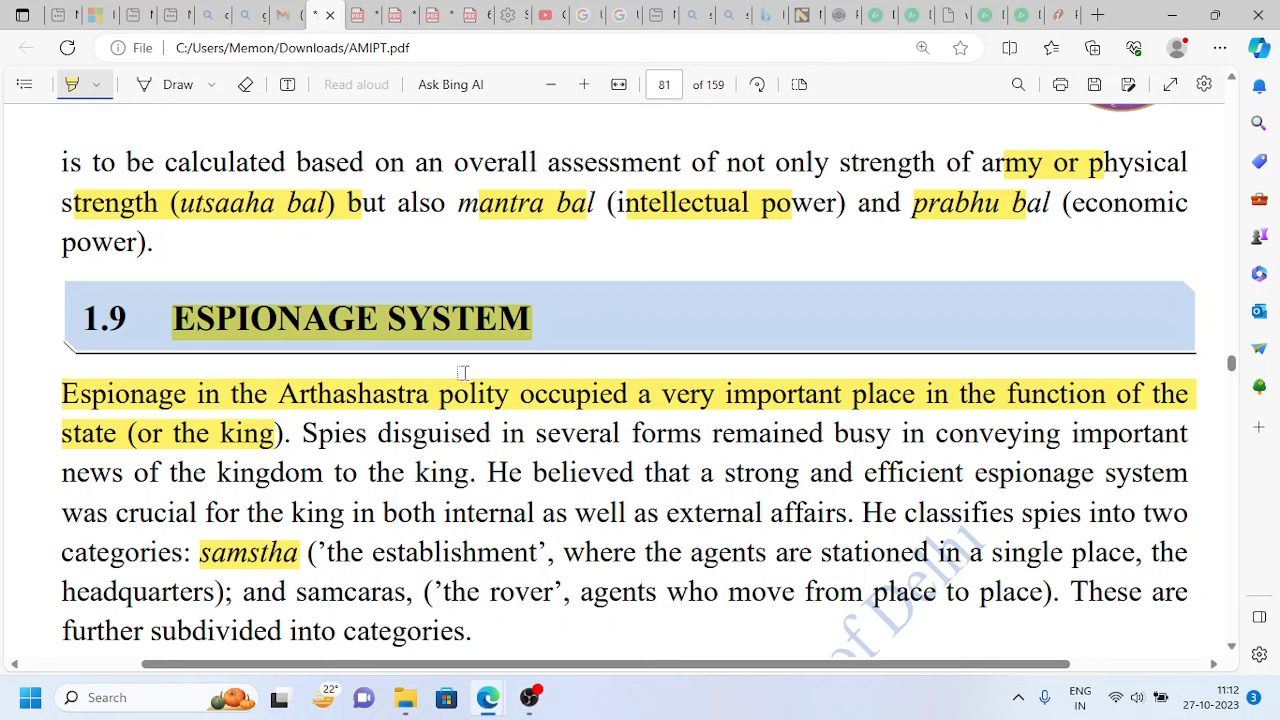 File C:/Users/Memon/Downloads/AMIPT.pdf
Draw Read aloud Ask Bing AI 81 of 159
is to be calculated based on an overall assessment of not only strength of army or physical
strength (utsaaha bal) but also mantra bal (intellectual power) and prabhu bal (economic
power).
1.9 ESPIONAGE SYSTEM
Espionage in the Arthashastra polity occupied a very important place in the function of the
state (or the king). Spies disguised in several forms remained busy in conveying important
news of the kingdom to the king. He believed that a strong and efficient espionage system
was crucial for the king in both internal as well as external affairs. He classifies spies into two
categories: samstha (’the establishment’, where the agents are stationed in a single place, the
headquarters); and samcaras, (’the rover’, agents who move from place to place). These are
further subdivided into categories.
of Delhi
Search 22° ENG 11:12
IN 27-10-2023 3